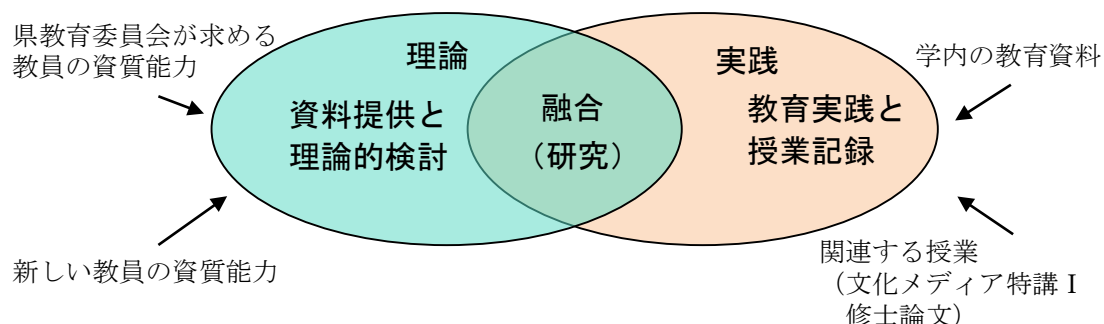 県教育委員会が求める
教員の資質能力
新しい教員の資質能力
理論
資料提供と
理論的検討
融合
（研究）
実践
教育実践と
授業記録
学内の教育資料
関連する授業
（文化メディア特講Ⅰ
修士論文）